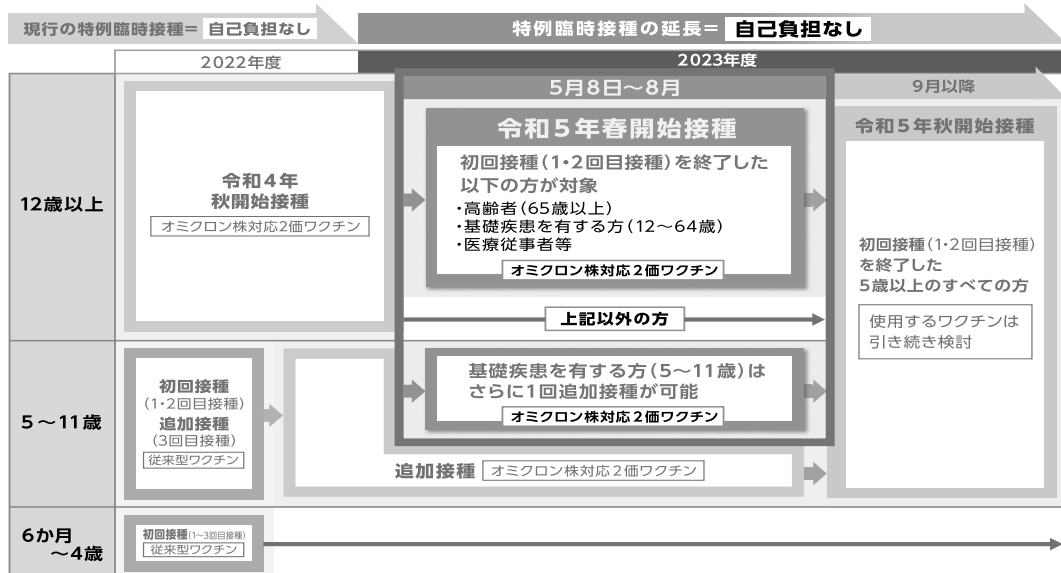 現行の特例臨時接種= 自己負担なし
特例臨時接種の延長= 自己負担なし
2022年度
2023年度
5月8日～8月
9月以降
12歳以上
令和4年
秋開始接種
オミクロン株対応2価ワクチン
令和5年春開始接種
初回接種(1・2回目接種)を終了した
以下の方が対象
・高齢者(65歳以上)
・基礎疾患を有する方(12～64歳)
・医療従事者等
オミクロン株対応2価ワクチン
上記以外の方
令和5年秋開始接種
初回接種(1・2回目接種)
を終了した
5歳以上のすべての方
使用するワクチンは
引き続き検討
5～11歳
初回接種
(1・2回目接種)
追加接種
(3回目接種)
従来型ワクチン
基礎疾患を有する方(5～11歳)は
さらに1回追加接種が可能
オミクロン株対応2価ワクチン
追加接種 オミクロン株対応2価ワクチン
6か月
～4歳
初回接種(1～3回目接種)
従来型ワクチン